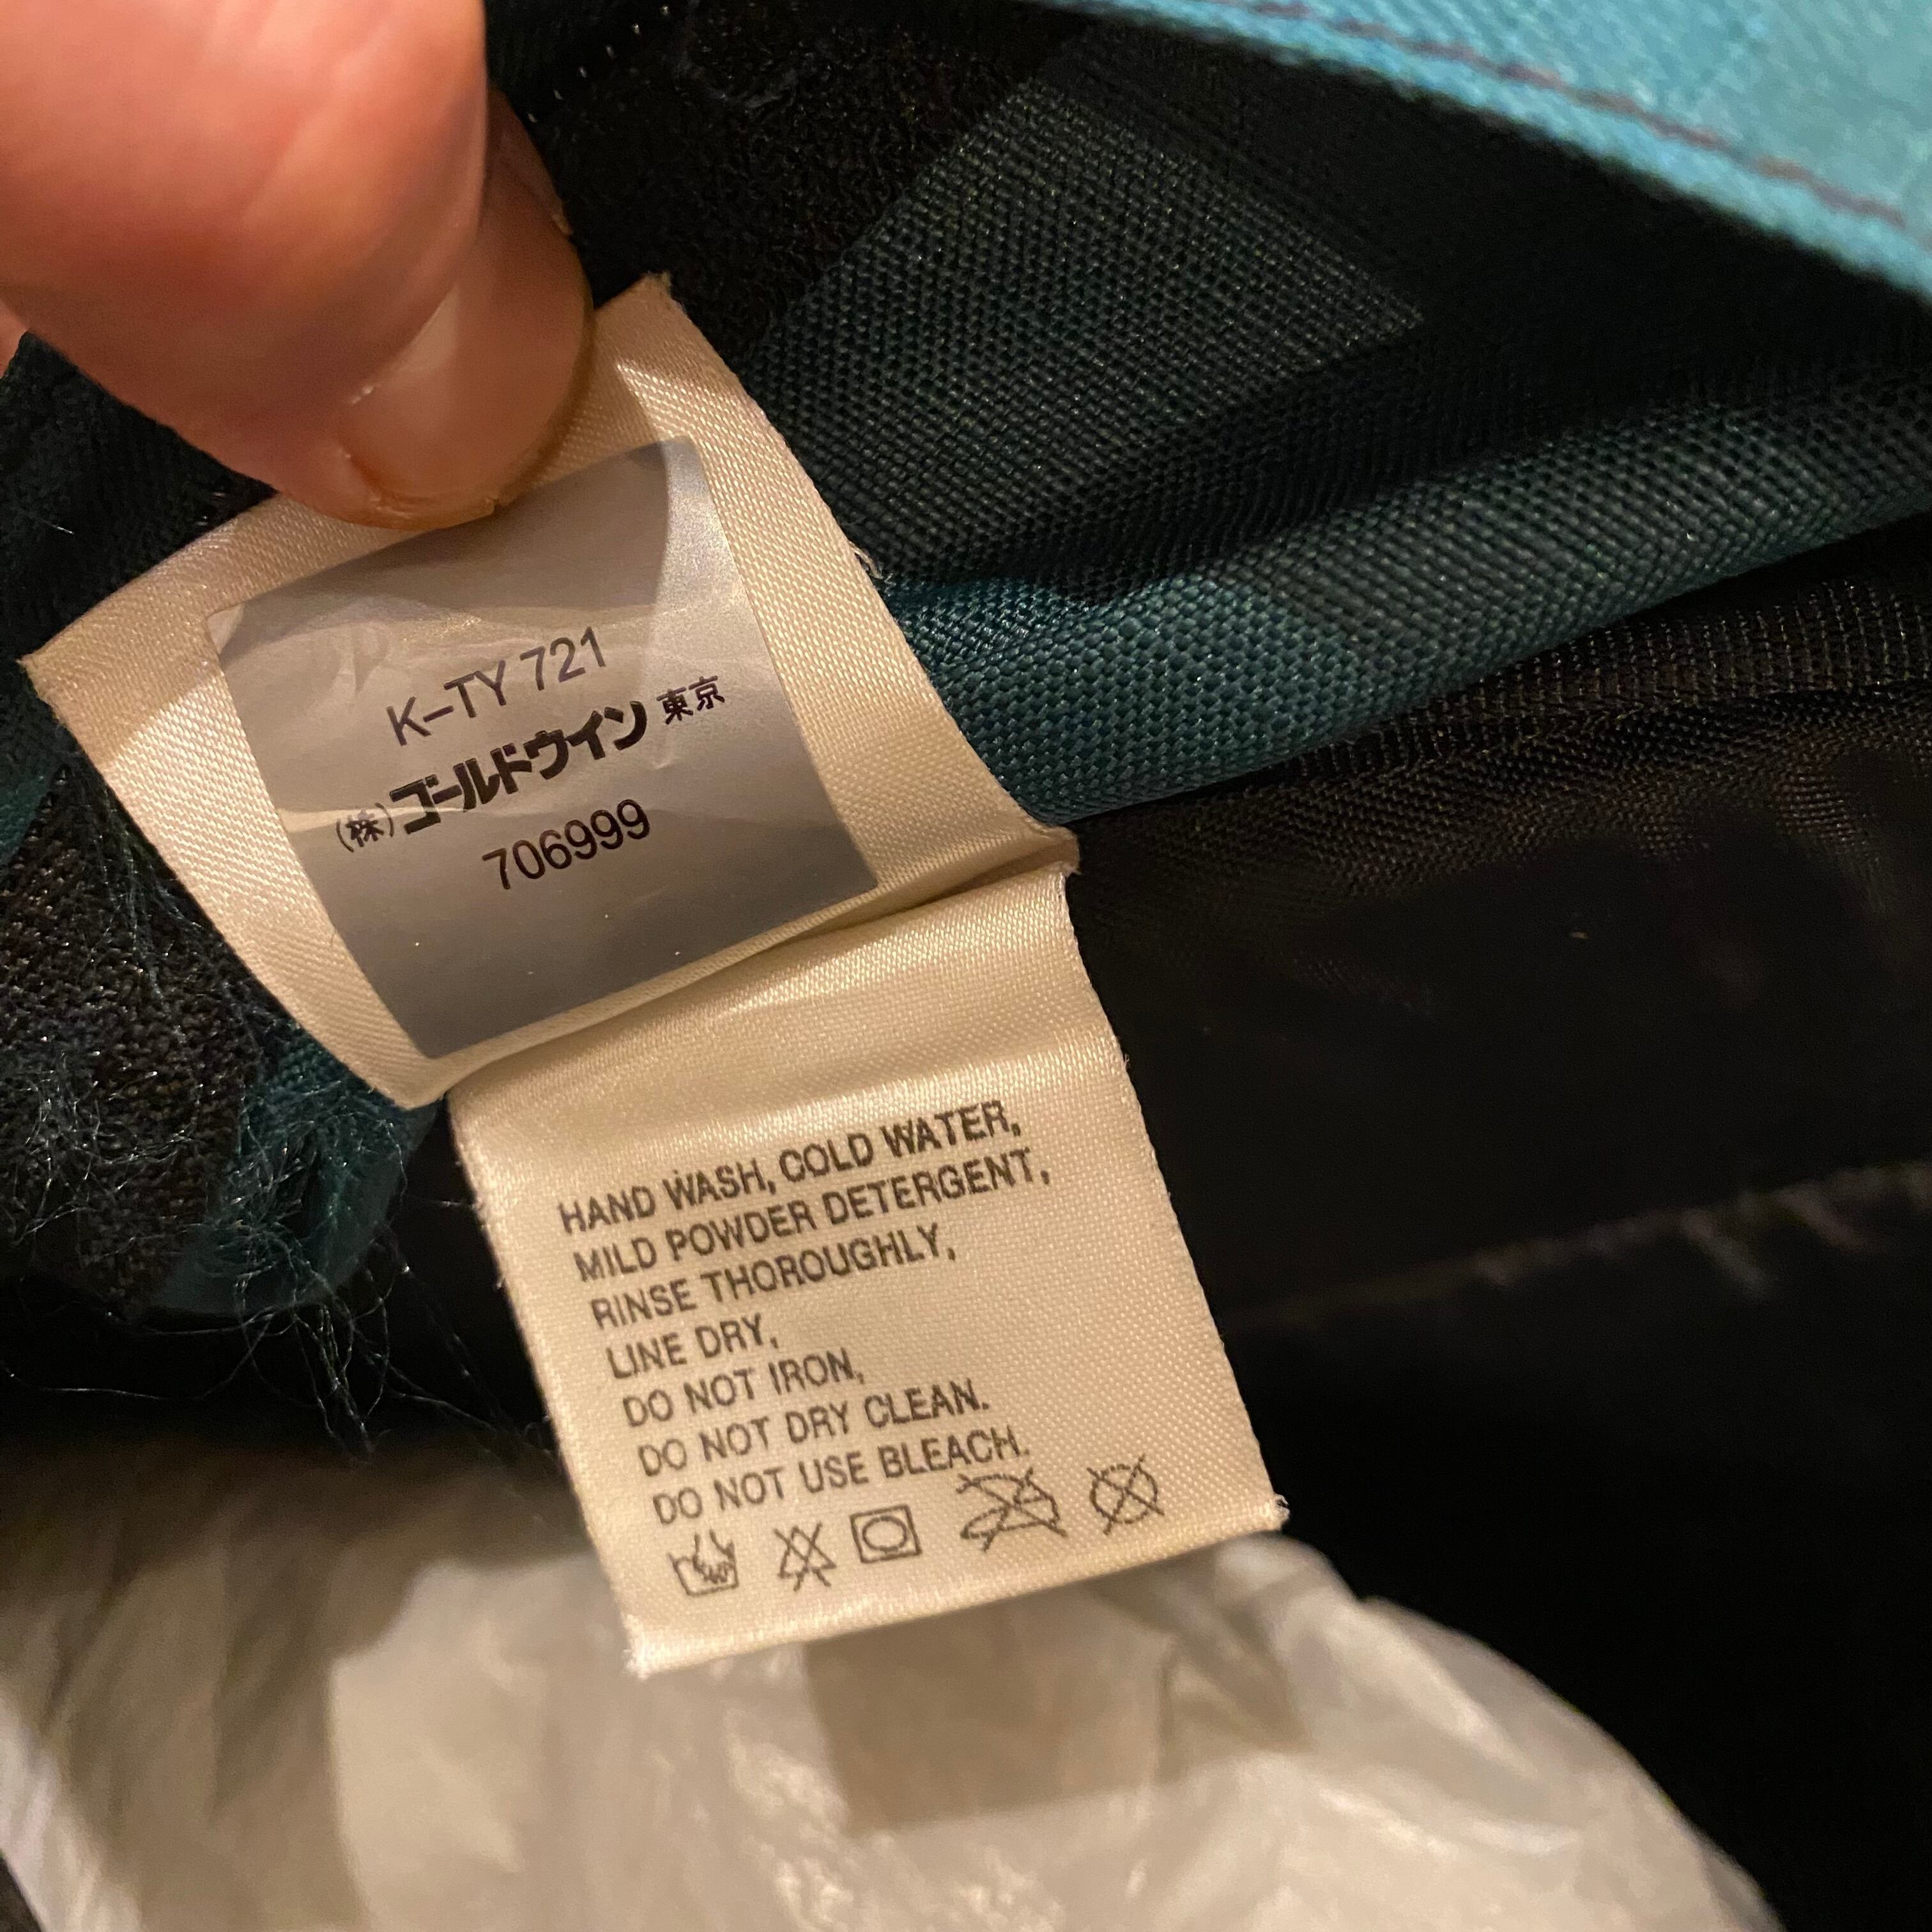 K-TY 721
(株)ゴールドウイン 東京
706999
HAND WASH, COLD WATER,
MILD POWDER DETERGENT,
RINSE THOROUGHLY,
LINE DRY,
DO NOT IRON,
DO NOT DRY CLEAN.
DO NOT USE BLEACH.